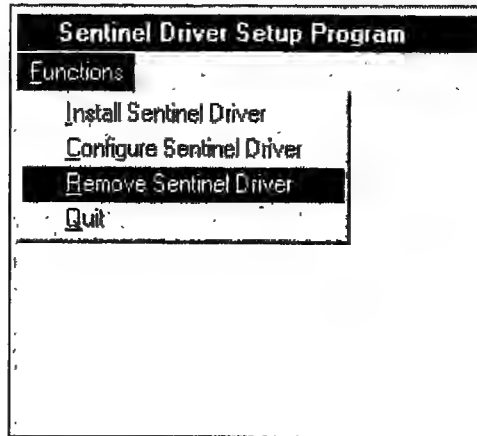 Sentinel Driver Setup Program
Functions
Install Sentinel Driver
Configure Sentinel Driver
Remove Sentinel Driver
Quit